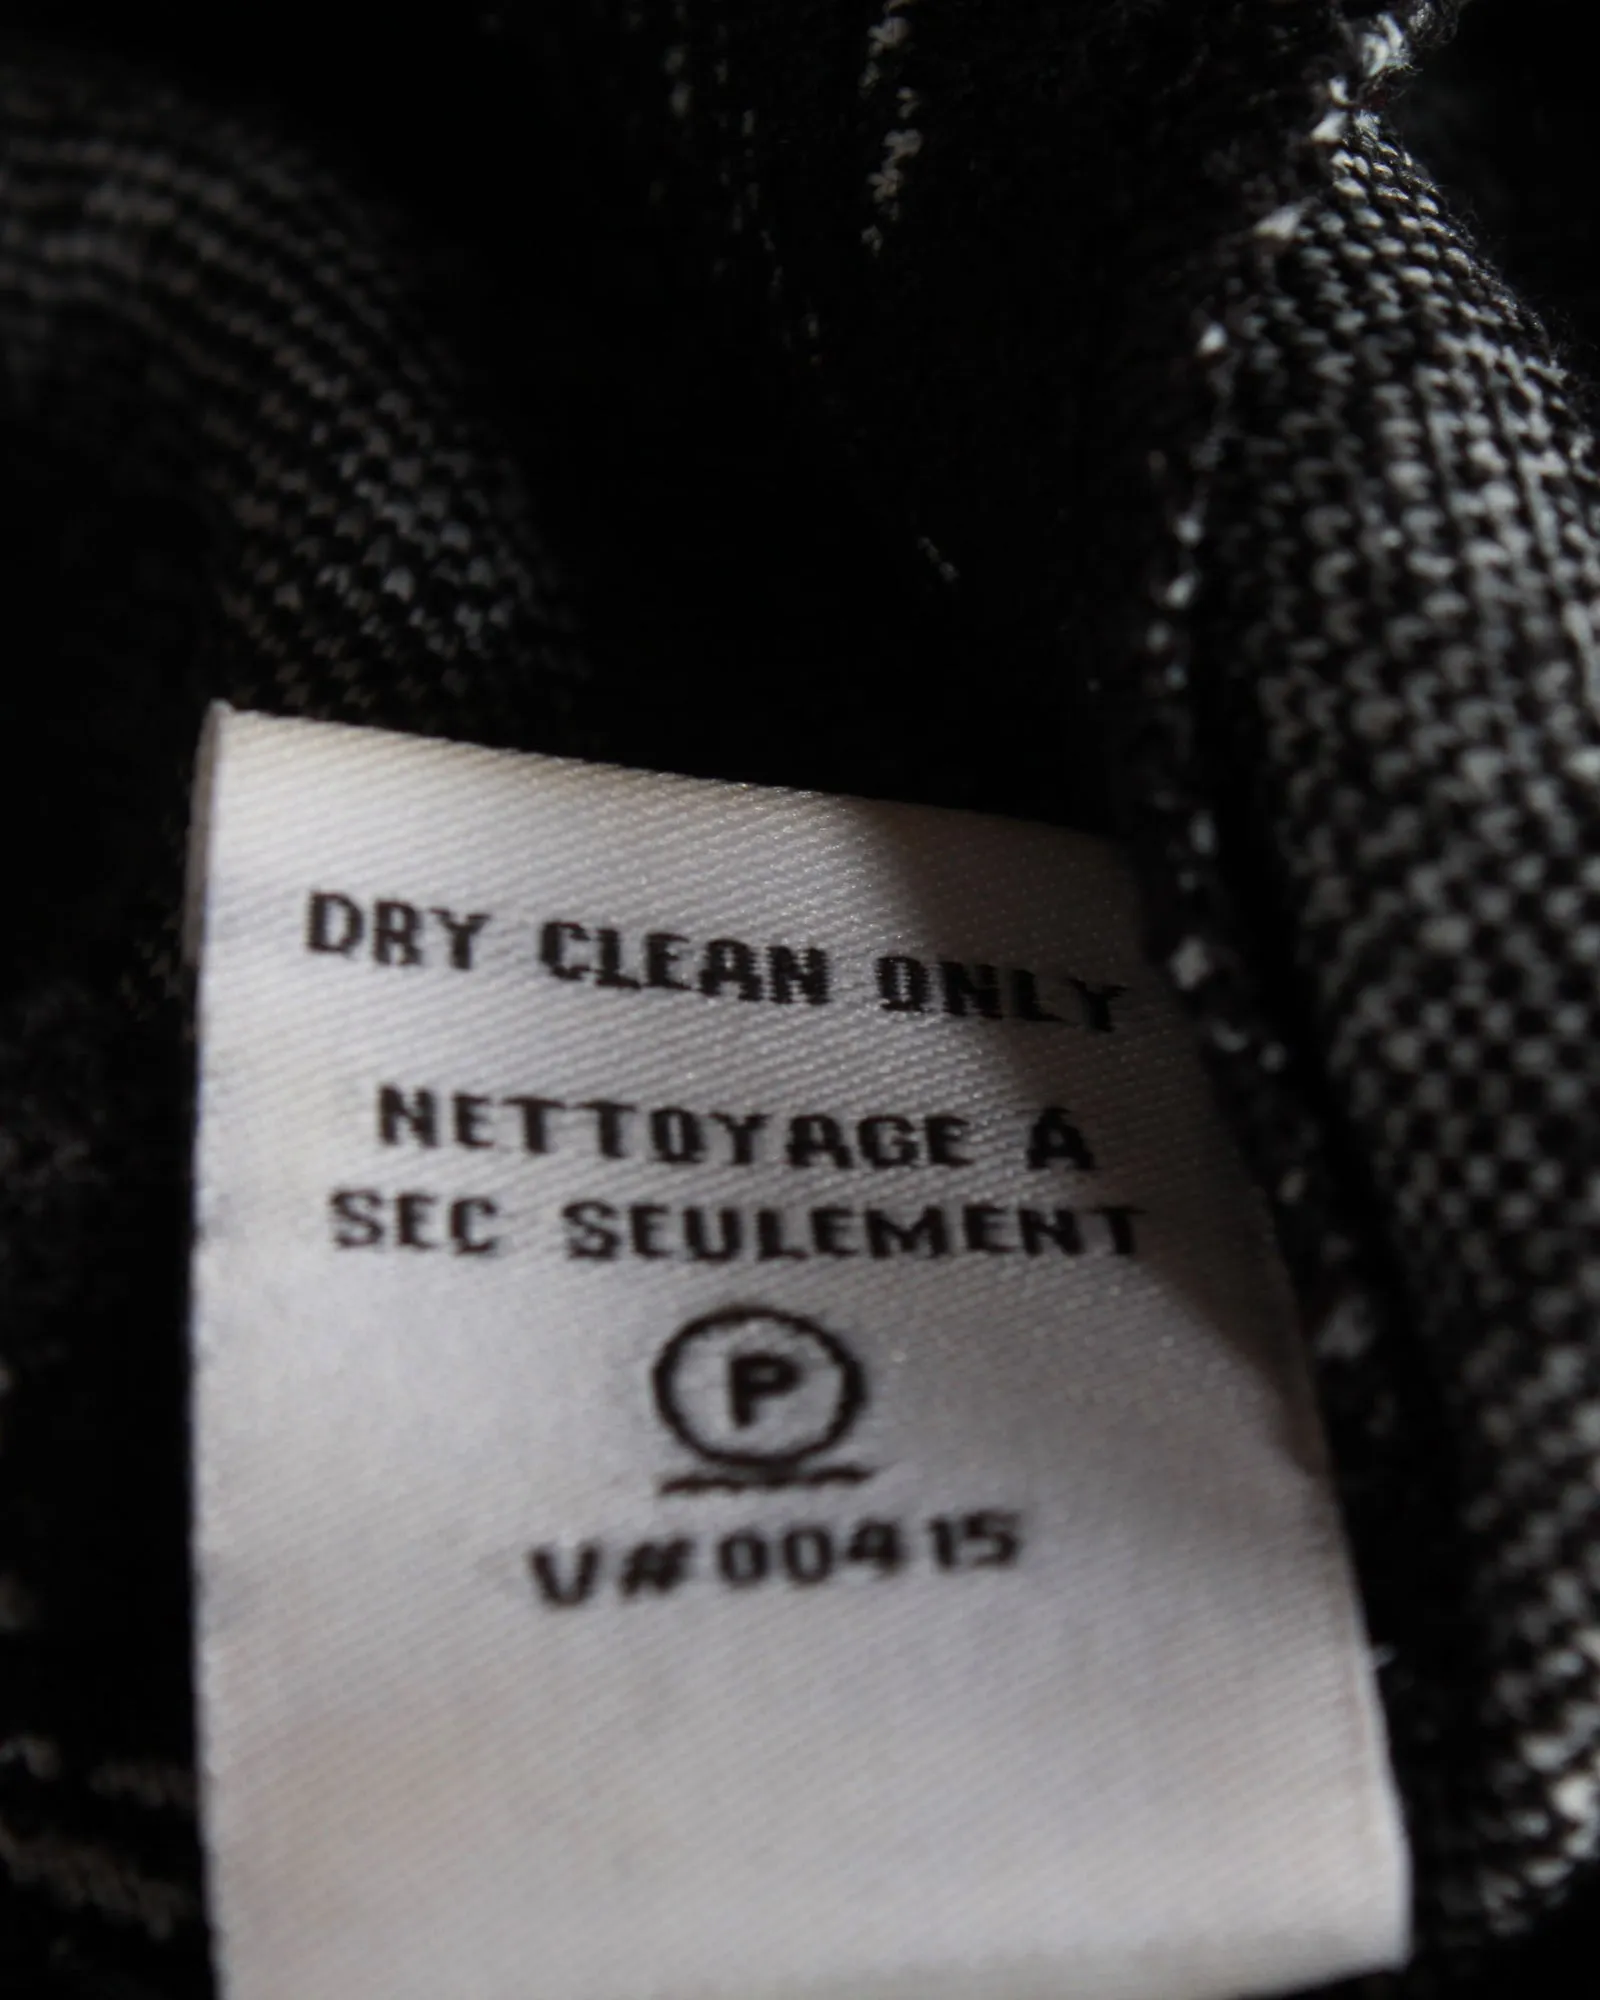 DRY CLEAN ONLY
NETTOYAGE À
SEC SEULEMENT
P
V#00415